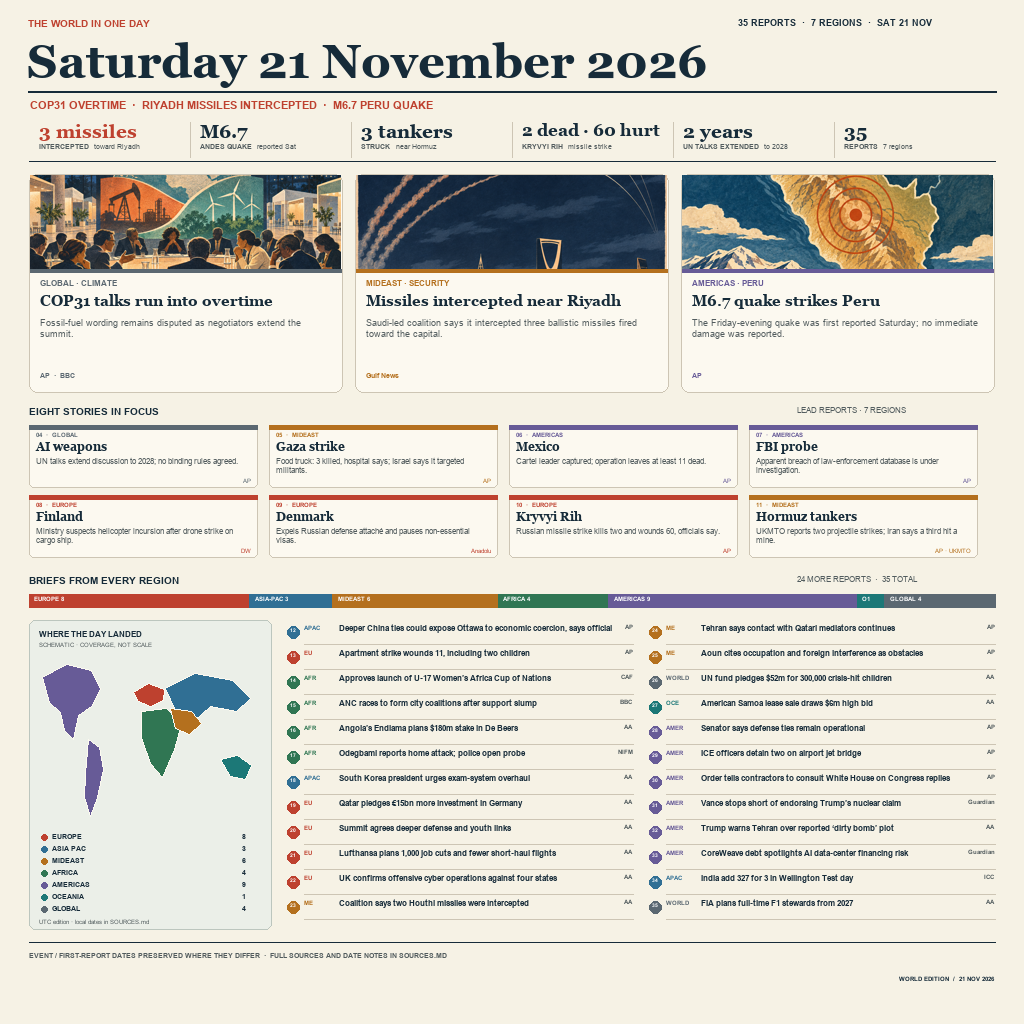 THE WORLD IN ONE DAY
35 REPORTS · 7 REGIONS · SAT 21 NOV
Saturday 21 November 2026
COP31 OVERTIME · RIYADH MISSILES INTERCEPTED · M6.7 PERU QUAKE
3 missiles
INTERCEPTED toward Riyadh
M6.7
ANDES QUAKE reported Sat
3 tankers
STRUCK near Hormuz
2 dead · 60 hurt
KRYVYI RIH missile strike
2 years
UN TALKS EXTENDED to 2028
35
REPORTS 7 regions
GLOBAL · CLIMATE
COP31 talks run into overtime
Fossil-fuel wording remains disputed as negotiators extend the
summit.
AP · BBC
MIDEAST · SECURITY
Missiles intercepted near Riyadh
Saudi-led coalition says it intercepted three ballistic missiles fired
toward the capital.
Gulf News
AMERICAS · PERU
M6.7 quake strikes Peru
The Friday-evening quake was first reported Saturday; no immediate
damage was reported.
AP
EIGHT STORIES IN FOCUS
LEAD REPORTS · 7 REGIONS
04 · GLOBAL
AI weapons
UN talks extend discussion to 2028; no binding rules agreed.
AP
05 · MIDEAST
Gaza strike
Food truck: 3 killed, hospital says; Israel says it targeted
militants.
AP
06 · AMERICAS
Mexico
Cartel leader captured; operation leaves at least 11 dead.
AP
07 · AMERICAS
FBI probe
Apparent breach of law-enforcement database is under
investigation.
AP
08 · EUROPE
Finland
Ministry suspects helicopter incursion after drone strike on
cargo ship.
DW
09 · EUROPE
Denmark
Expels Russian defense attaché and pauses non-essential
visas.
Anadolu
10 · EUROPE
Kryvyi Rih
Russian missile strike kills two and wounds 60, officials say.
AP
11 · MIDEAST
Hormuz tankers
UKMTO reports two projectile strikes; Iran says a third hit a
mine.
AP · UKMTO
BRIEFS FROM EVERY REGION
24 MORE REPORTS · 35 TOTAL
EUROPE 8
ASIA-PAC 3
MIDEAST 6
AFRICA 4
AMERICAS 9
O1
GLOBAL 4
WHERE THE DAY LANDED
SCHEMATIC · COVERAGE, NOT SCALE
EUROPE 8
ASIA PAC 3
MIDEAST 6
AFRICA 4
AMERICAS 9
OCEANIA 1
GLOBAL 4
UTC edition · local dates in SOURCES.md
12 APAC Deeper China ties could expose Ottawa to economic coercion, says official AP
13 EU Apartment strike wounds 11, including two children AP
14 AFR Approves launch of U-17 Women's Africa Cup of Nations CAF
15 AFR ANC races to form city coalitions after support slump BBC
16 AFR Angola's Endiama plans $180m stake in De Beers AA
17 AFR Odegbami reports home attack; police open probe NIFM
18 APAC South Korea president urges exam-system overhaul AA
19 EU Qatar pledges €15bn more investment in Germany AA
20 EU Summit agrees deeper defense and youth links AA
21 EU Lufthansa plans 1,000 job cuts and fewer short-haul flights AA
22 EU UK confirms offensive cyber operations against four states AA
23 ME Coalition says two Houthi missiles were intercepted AA
24 ME Tehran says contact with Qatari mediators continues AP
25 ME Aoun cites occupation and foreign interference as obstacles AP
26 WORLD UN fund pledges $52m for 300,000 crisis-hit children AA
27 OCE American Samoa lease sale draws $6m high bid AA
28 AMER Senator says defense ties remain operational AP
29 AMER ICE officers detain two on airport jet bridge AP
30 AMER Order tells contractors to consult White House on Congress replies AP
31 AMER Vance stops short of endorsing Trump's nuclear claim Guardian
32 AMER Trump warns Tehran over reported 'dirty bomb' plot AA
33 AMER CoreWeave debt spotlights AI data-center financing risk Guardian
34 APAC India add 327 for 3 in Wellington Test day ICC
35 WORLD FIA plans full-time F1 stewards from 2027 AA
EVENT / FIRST-REPORT DATES PRESERVED WHERE THEY DIFFER · FULL SOURCES AND DATE NOTES IN SOURCES.MD
WORLD EDITION / 21 NOV 2026